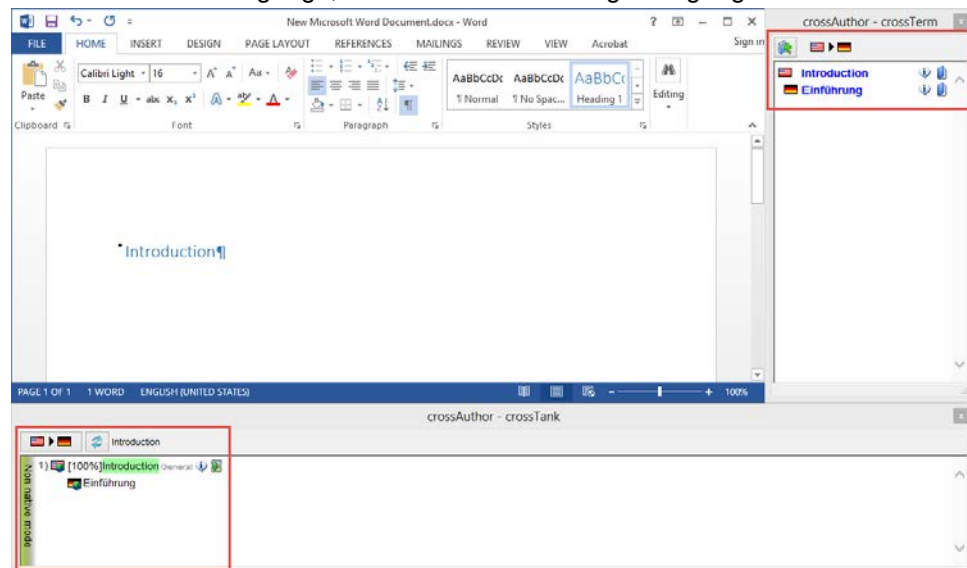 New Microsoft Word Document.docx - Word
crossAuthor - crossTerm
FILE HOME INSERT DESIGN PAGE LAYOUT REFERENCES MAILINGS REVIEW VIEW Acrobat Sign in
Calibri Light 16
Paste
B I U abc X₂ X²
AaBbCcDc AaBbCcDc AaBbCc
¶ Normal ¶ No Spac... Heading 1
Editing
Clipboard Font Paragraph Styles
Introduction
Einführung
Introduction¶
PAGE 1 OF 1 1 WORD ENGLISH (UNITED STATES) 100%
crossAuthor - crossTank
Introduction
Non native mode
1) [100%]Introduction General
Einführung